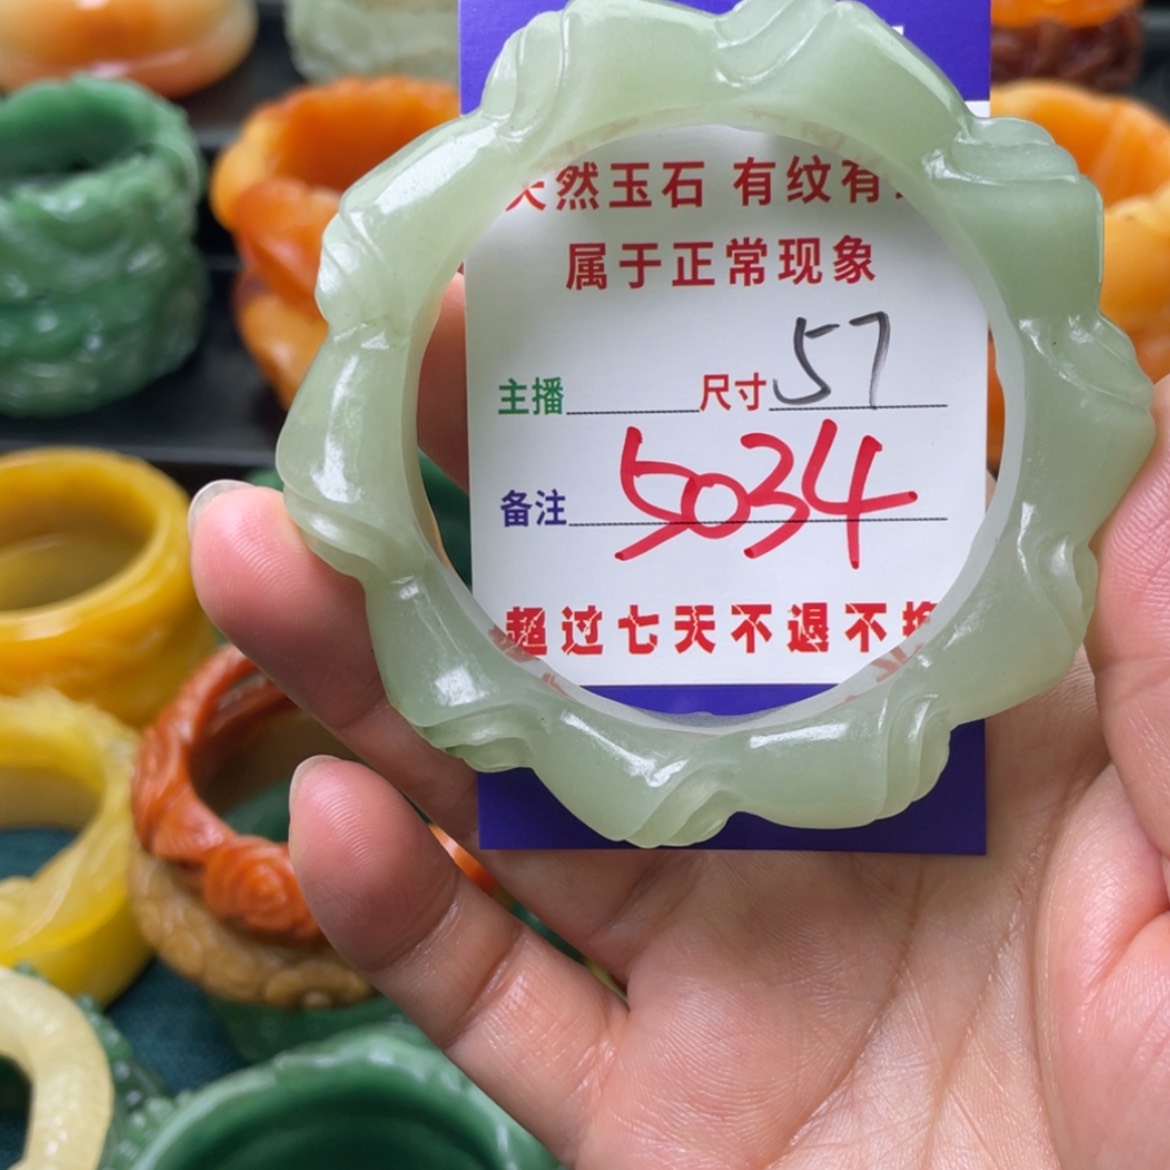 天然玉石 有纹有
属于正常现象
主播 尺寸 57
备注 5034
超过七天不退不换